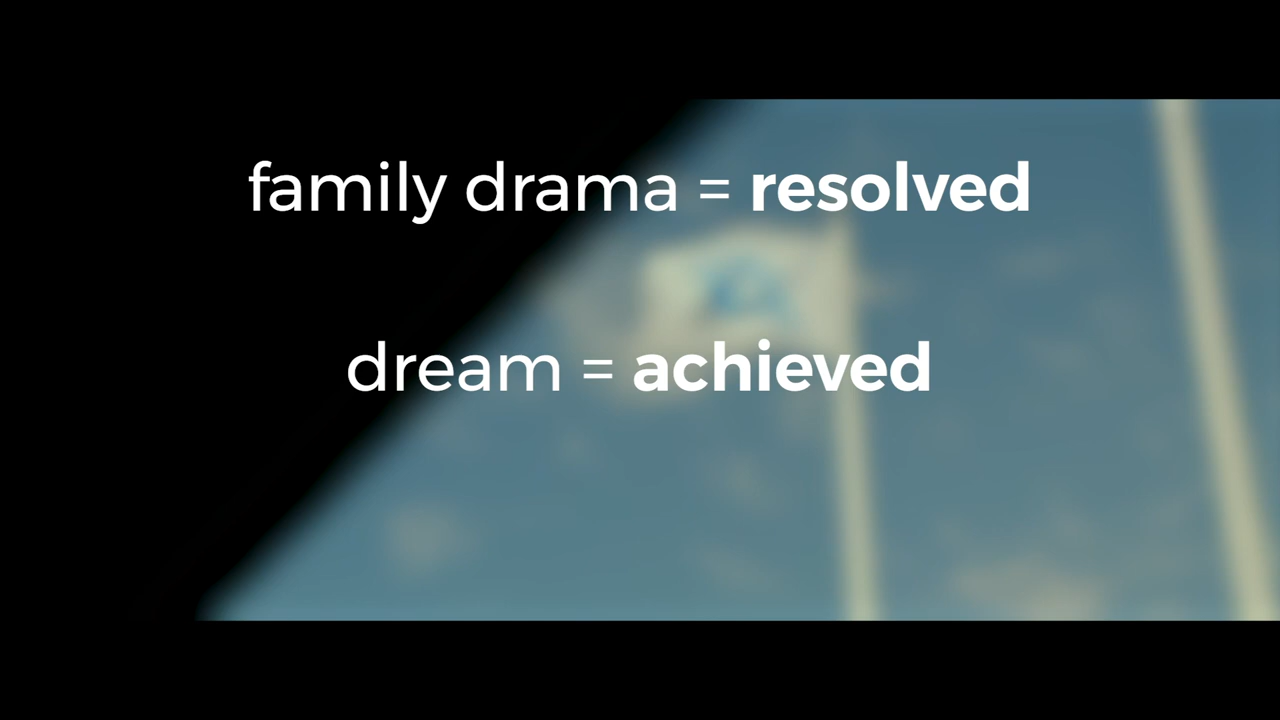 family drama = resolved
dream = achieved